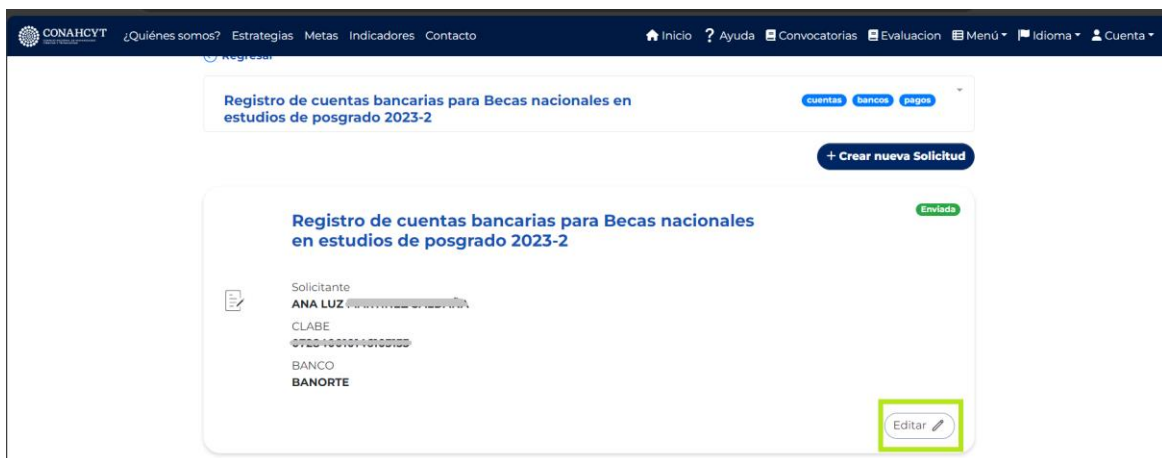 CONAHCYT ¿Quiénes somos? Estrategias Metas Indicadores Contacto Inicio ? Ayuda Convocatorias Evaluacion Menú Idioma Cuenta
Regresar
Registro de cuentas bancarias para Becas nacionales en
estudios de posgrado 2023-2
cuentas bancos pagos
+ Crear nueva Solicitud
Registro de cuentas bancarias para Becas nacionales
en estudios de posgrado 2023-2
Enviada
Solicitante
ANA LUZ
CLABE
BANCO
BANORTE
Editar